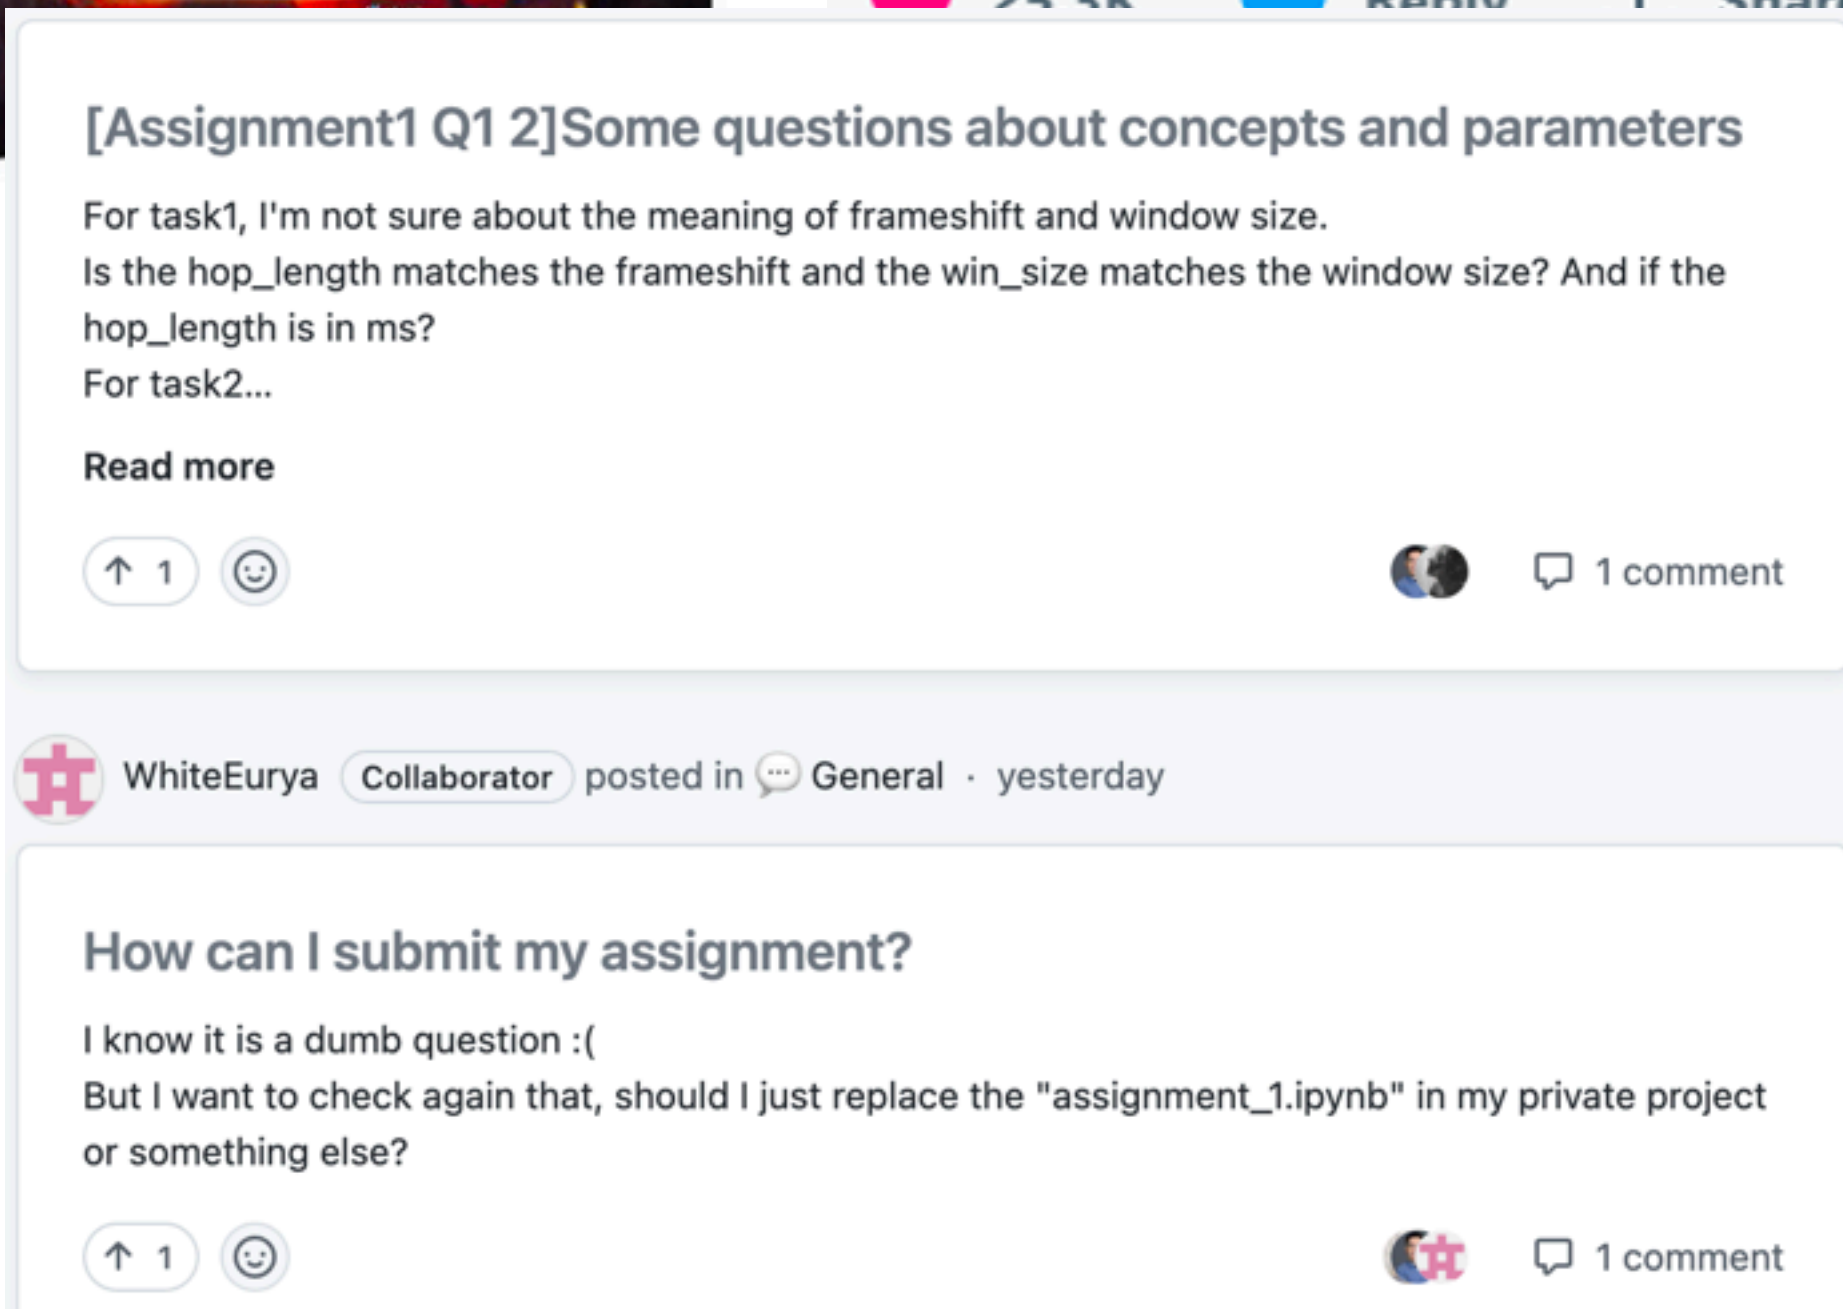 [Assignment1 Q1 2]Some questions about concepts and parameters
For task1, I'm not sure about the meaning of frameshift and window size.
Is the hop_length matches the frameshift and the win_size matches the window size? And if the
hop_length is in ms?
For task2...
Read more
↑ 1
1 comment
WhiteEurya Collaborator posted in General · yesterday
How can I submit my assignment?
I know it is a dumb question :(
But I want to check again that, should I just replace the "assignment_1.ipynb" in my private project
or something else?
↑ 1
1 comment